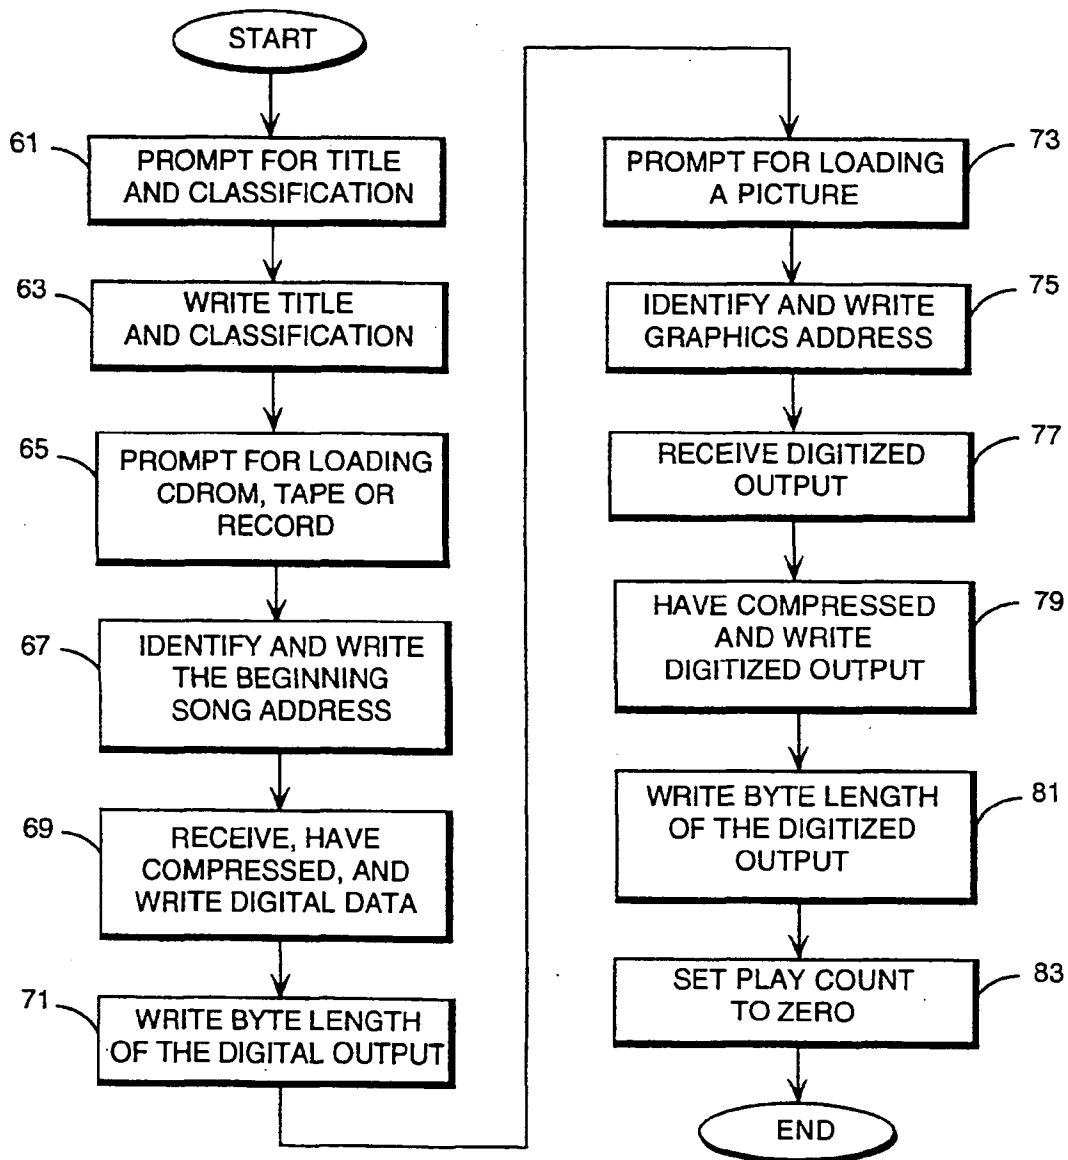 START
61
PROMPT FOR TITLE
AND CLASSIFICATION
63
WRITE TITLE
AND CLASSIFICATION
65
PROMPT FOR LOADING
CDROM, TAPE OR
RECORD
67
IDENTIFY AND WRITE
THE BEGINNING
SONG ADDRESS
69
RECEIVE, HAVE
COMPRESSED, AND
WRITE DIGITAL DATA
71
WRITE BYTE LENGTH
OF THE DIGITAL OUTPUT
73
PROMPT FOR LOADING
A PICTURE
75
IDENTIFY AND WRITE
GRAPHICS ADDRESS
77
RECEIVE DIGITIZED
OUTPUT
79
HAVE COMPRESSED
AND WRITE
DIGITIZED OUTPUT
81
WRITE BYTE LENGTH
OF THE DIGITIZED
OUTPUT
83
SET PLAY COUNT
TO ZERO
END